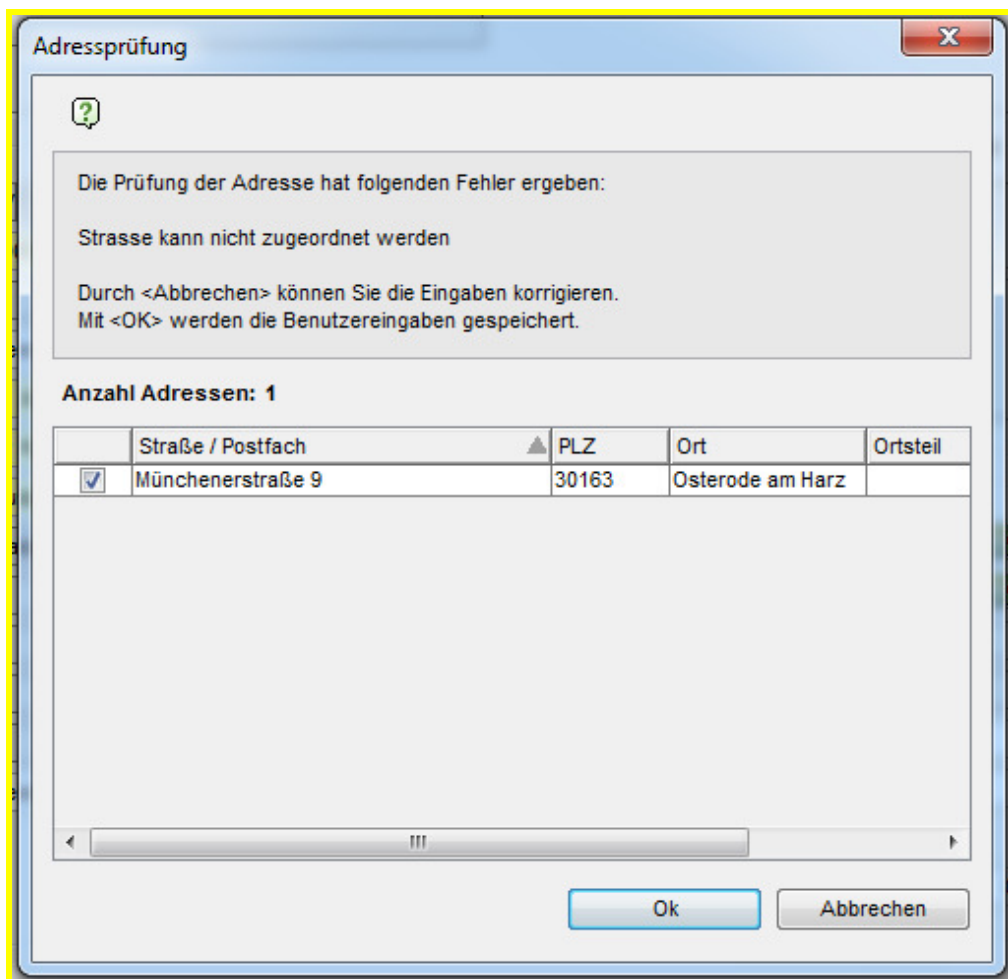 Adressprüfung
Die Prüfung der Adresse hat folgenden Fehler ergeben:
Strasse kann nicht zugeordnet werden
Durch <Abbrechen> können Sie die Eingaben korrigieren.
Mit <OK> werden die Benutzereingaben gespeichert.
Anzahl Adressen: 1
Straße / Postfach PLZ Ort Ortsteil
Münchenerstraße 9 30163 Osterode am Harz
Ok Abbrechen